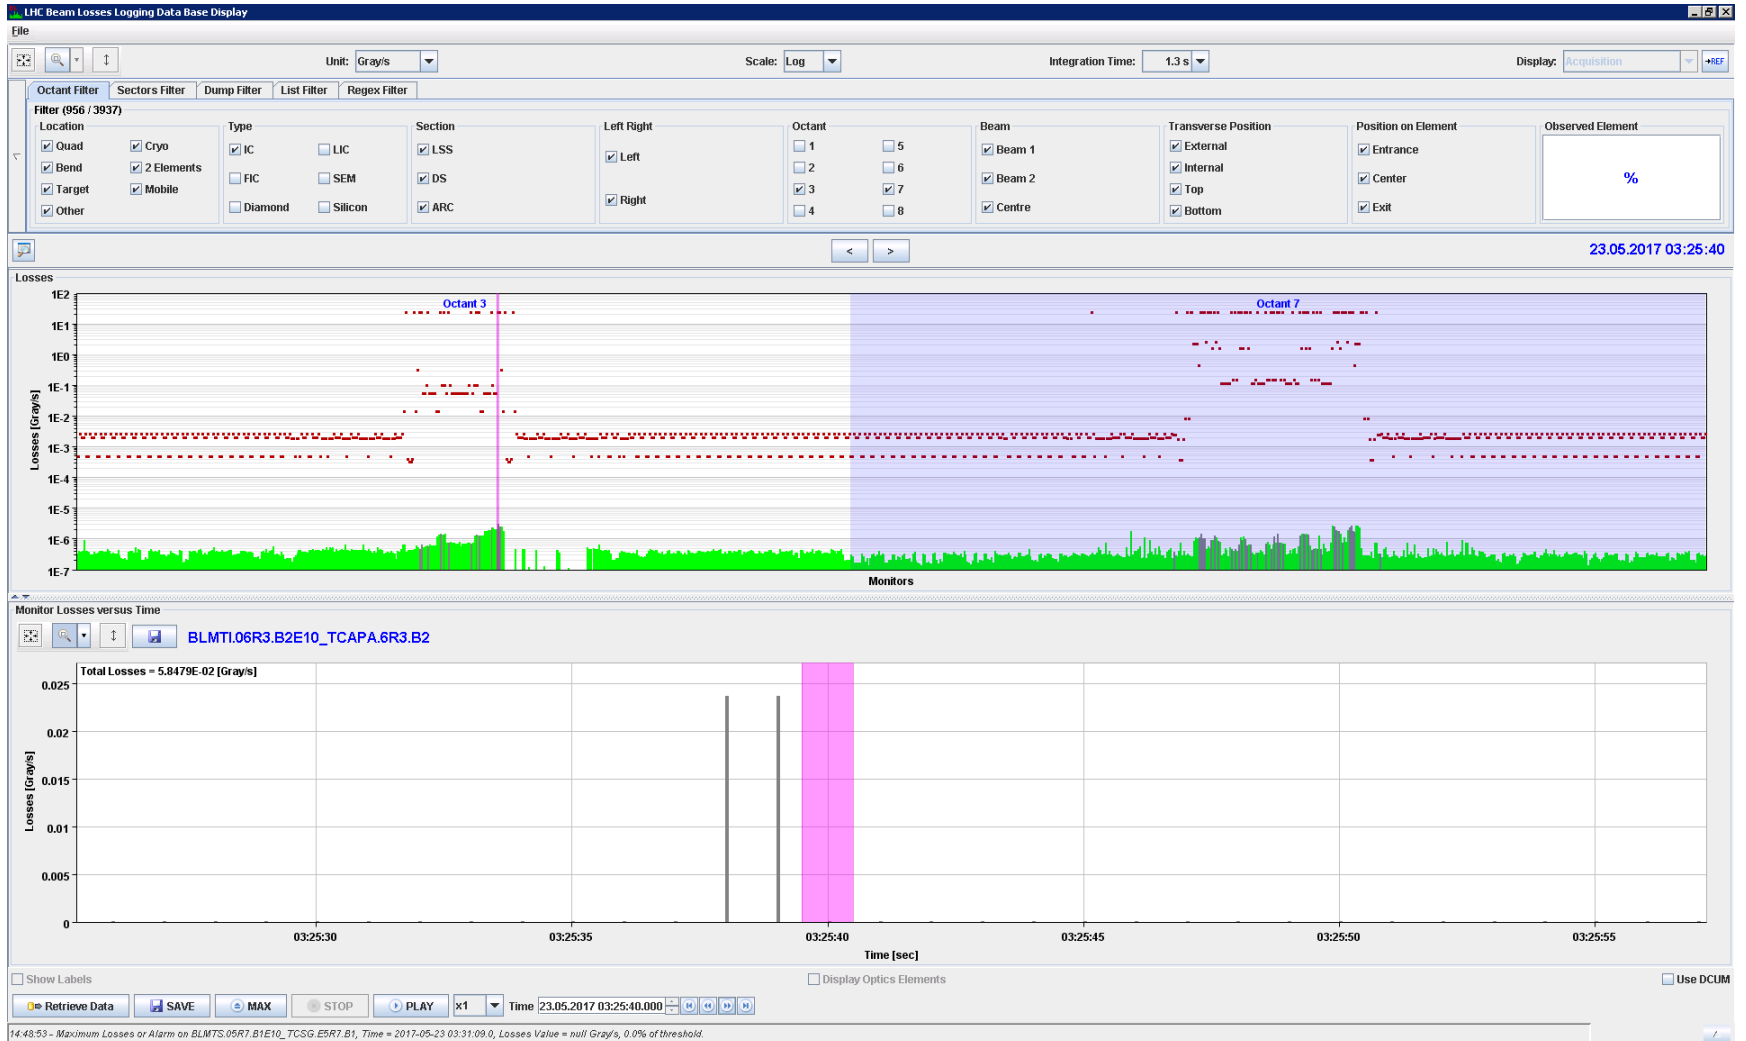 LHC Beam Losses Logging Data Base Display
File
Unit: Gray/s Scale: Log Integration Time: 1.3 s Display: Acquisition →REF
Octant Filter Sectors Filter Dump Filter List Filter Regex Filter
Filter (956 / 3937)
Location Type Section Left Right Octant Beam Transverse Position Position on Element Observed Element
Quad Cryo IC LIC LSS Left 1 5 Beam 1 External Entrance
Bend 2 Elements FIC SEM DS 2 6 Beam 2 Internal Center %
Target Mobile 3 7 Top
Other Diamond Silicon ARC Right 4 8 Centre Bottom Exit
< > 23.05.2017 03:25:40
Losses
Octant 3 Octant 7
1E2
1E1
1E0
1E-1
1E-2
1E-3
1E-4
1E-5
1E-6
1E-7
Losses [Gray/s]
Monitors
Monitor Losses versus Time
BLMTI.06R3.B2E10_TCAPA.6R3.B2
Total Losses = 5.8479E-02 [Gray/s]
0.025
0.02
0.015
0.01
0.005
0
Losses [Gray/s]
03:25:30 03:25:35 03:25:40 03:25:45 03:25:50 03:25:55
Time [sec]
Show Labels Display Optics Elements Use DCUM
Retrieve Data SAVE MAX STOP PLAY x1 Time 23.05.2017 03:25:40.000
14:48:53 - Maximum Losses or Alarm on BLMTS.05R7.B1E10_TCSG.E5R7.B1, Time = 2017-05-23 03:31:09.0, Losses Value = null Gray/s, 0.0% of threshold.